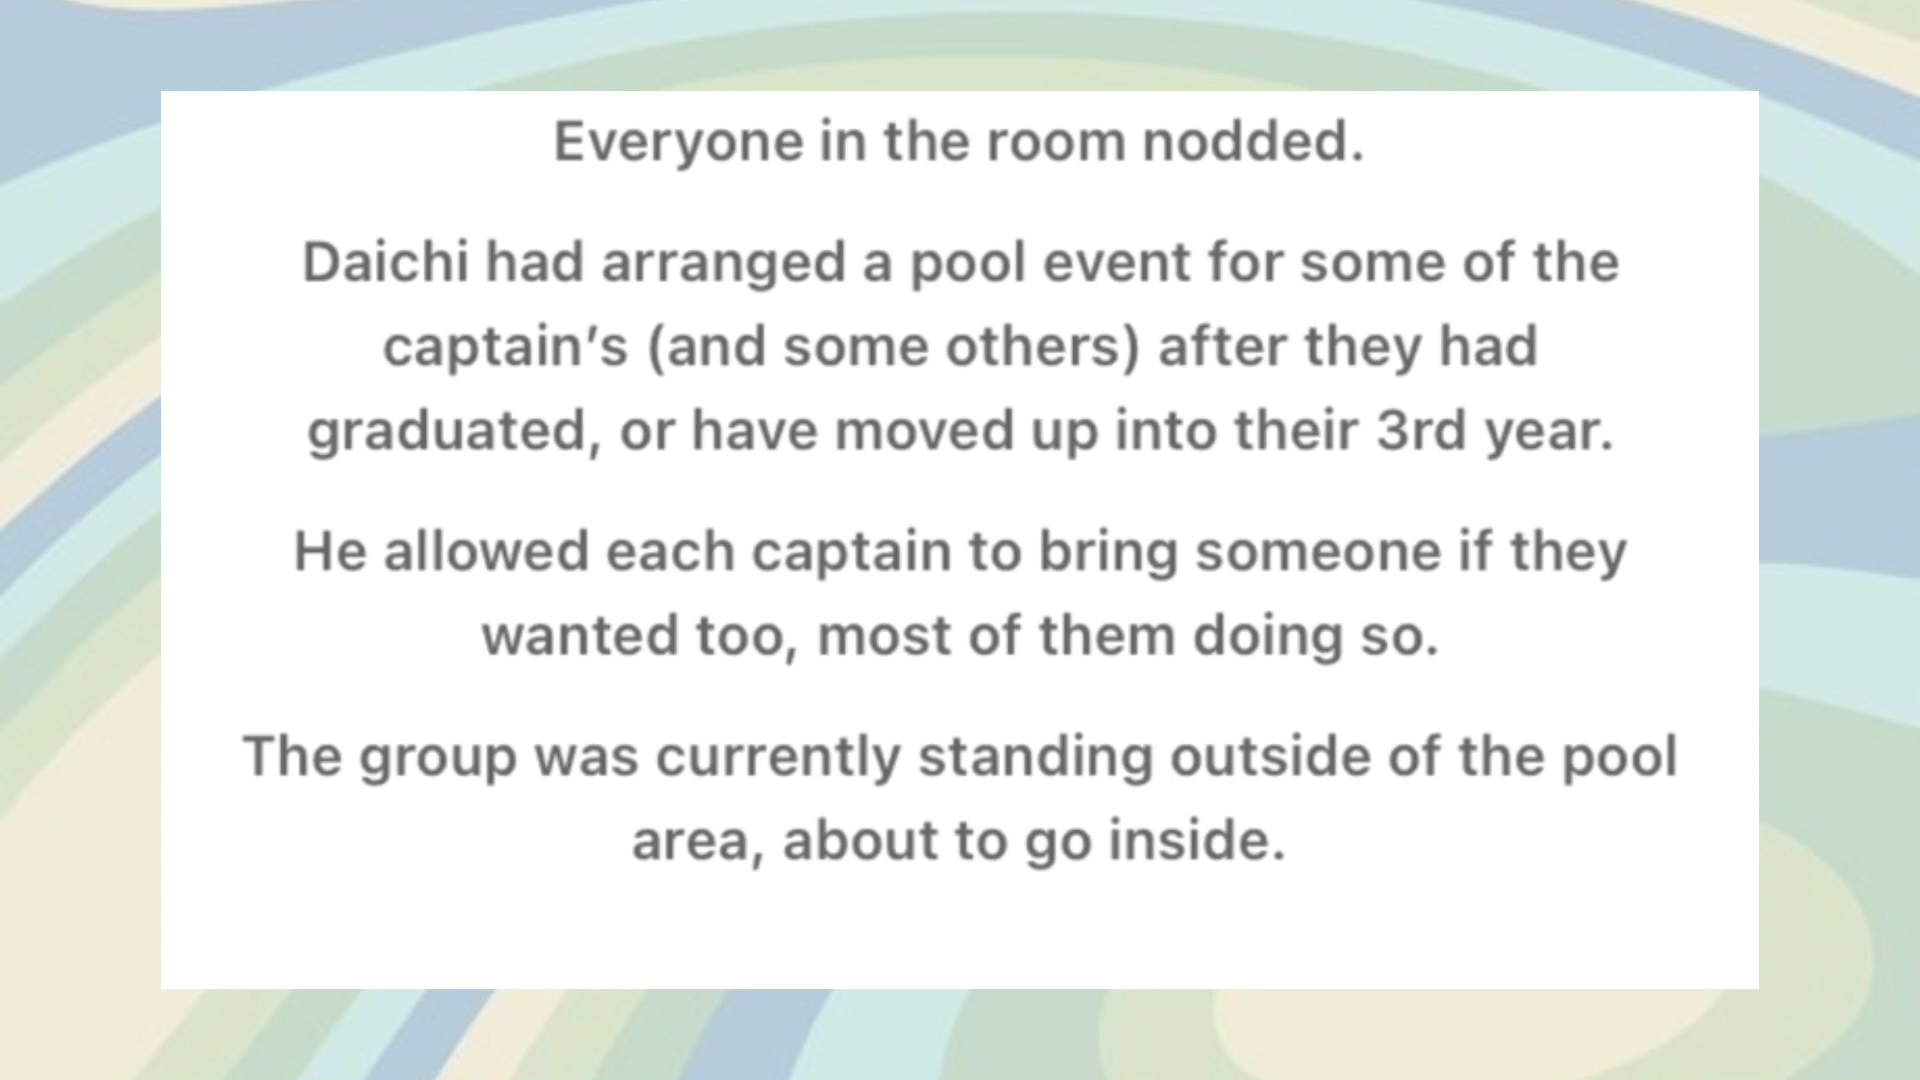 Everyone in the room nodded.
Daichi had arranged a pool event for some of the
captain’s (and some others) after they had
graduated, or have moved up into their 3rd year.
He allowed each captain to bring someone if they
wanted too, most of them doing so.
The group was currently standing outside of the pool
area, about to go inside.